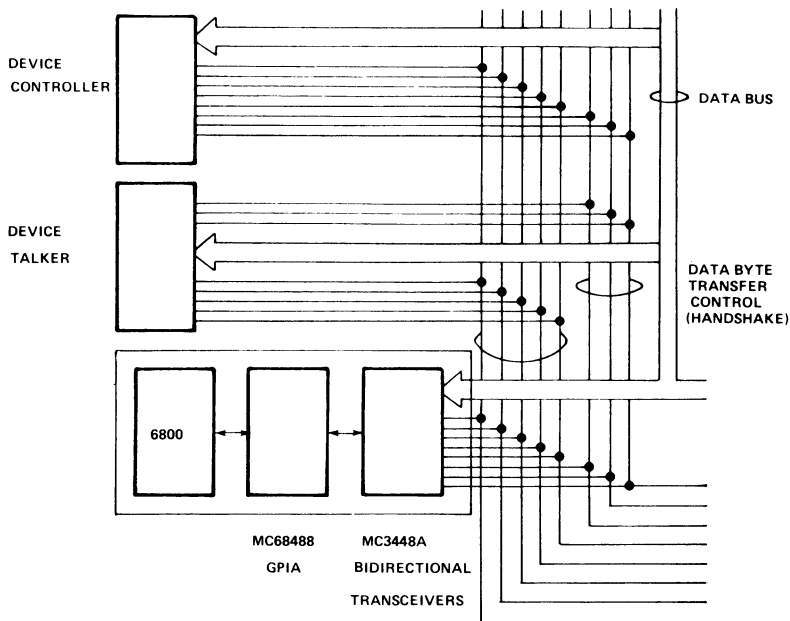 DEVICE
CONTROLLER
DATA BUS
DEVICE
TALKER
DATA BYTE
TRANSFER
CONTROL
(HANDSHAKE)
6800
MC68488
GPIA
MC3448A
BIDIRECTIONAL
TRANSCEIVERS